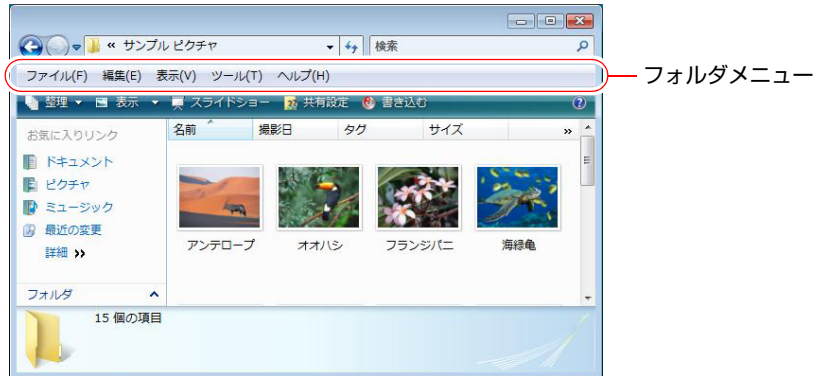 « サンプル ピクチャ 検索
ファイル(F) 編集(E) 表示(V) ツール(T) ヘルプ(H)
フォルダメニュー
整理 表示 スライドショー 共有設定 書き込む
お気に入りリンク
名前 撮影日 タグ サイズ »
ドキュメント
ピクチャ
ミュージック
最近の変更
詳細 »
アンテロープ オオハシ フランジパニ 海緑亀
フォルダ
15 個の項目